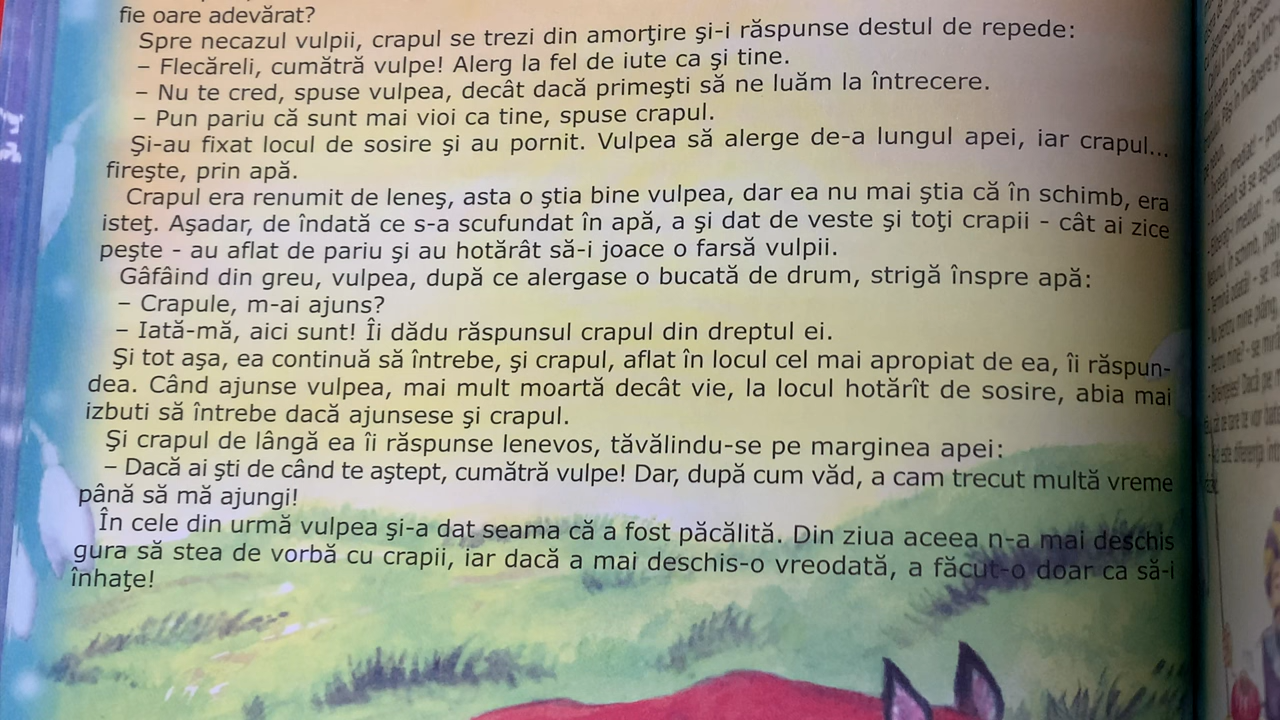 fie oare adevărat?
Spre necazul vulpii, crapul se trezi din amorţire şi-i răspunse destul de repede:
– Flecăreli, cumătră vulpe! Alerg la fel de iute ca şi tine.
– Nu te cred, spuse vulpea, decât dacă primeşti să ne luăm la întrecere.
– Pun pariu că sunt mai vioi ca tine, spuse crapul.
Şi-au fixat locul de sosire şi au pornit. Vulpea să alerge de-a lungul apei, iar crapul...
fireşte, prin apă.
Crapul era renumit de leneş, asta o ştia bine vulpea, dar ea nu mai ştia că în schimb, era
isteţ. Aşadar, de îndată ce s-a scufundat în apă, a şi dat de veste şi toţi crapii - cât ai zice
peşte - au aflat de pariu şi au hotărât să-i joace o farsă vulpii.
Gâfâind din greu, vulpea, după ce alergase o bucată de drum, strigă înspre apă:
– Crapule, m-ai ajuns?
– Iată-mă, aici sunt! Îi dădu răspunsul crapul din dreptul ei.
Şi tot aşa, ea continuă să întrebe, şi crapul, aflat în locul cel mai apropiat de ea, îi răspun-
dea. Când ajunse vulpea, mai mult moartă decât vie, la locul hotărît de sosire, abia mai
izbuti să întrebe dacă ajunsese şi crapul.
Şi crapul de lângă ea îi răspunse lenevos, tăvălindu-se pe marginea apei:
– Dacă ai şti de când te aştept, cumătră vulpe! Dar, după cum văd, a cam trecut multă vreme
până să mă ajungi!
În cele din urmă vulpea şi-a dat seama că a fost păcălită. Din ziua aceea n-a mai deschis
gura să stea de vorbă cu crapii, iar dacă a mai deschis-o vreodată, a făcut-o doar ca să-i
înhaţe!